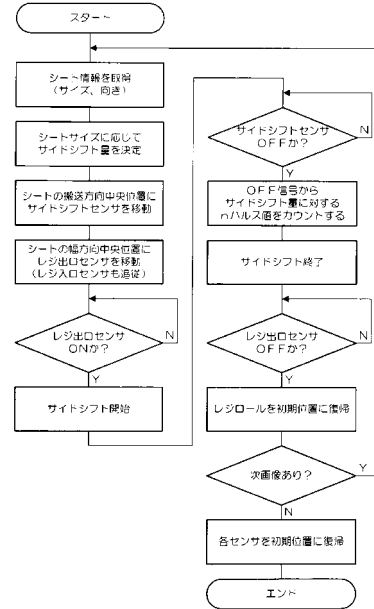 スタート
シート情報を取得
(サイズ、向き)
シートサイズに応じて
サイドシフト量を決定
シートの搬送方向中央位置に
サイドシフトセンサを移動
シートの幅方向中央位置に
レジ出口センサを移動
(レジ入口センサも追従)
レジ出口センサ
ONか?
N
Y
サイドシフト開始
サイドシフトセンサ
OFFか?
N
Y
OFF信号から
サイドシフト量に対する
nパルス値をカウントする
サイドシフト終了
レジ出口センサ
OFFか?
N
Y
レジロールを初期位置に復帰
次画像あり?
Y
N
各センサを初期位置に復帰
エンド